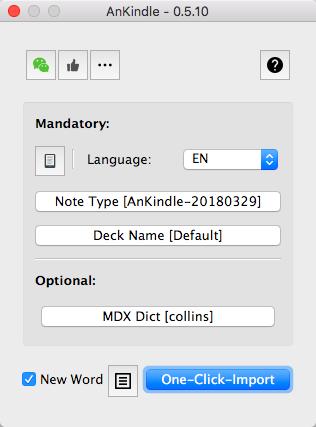 AnKindle - 0.5.10
Mandatory:
Language: EN
Note Type [AnKindle-20180329]
Deck Name [Default]
Optional:
MDX Dict [collins]
New Word One-Click-Import